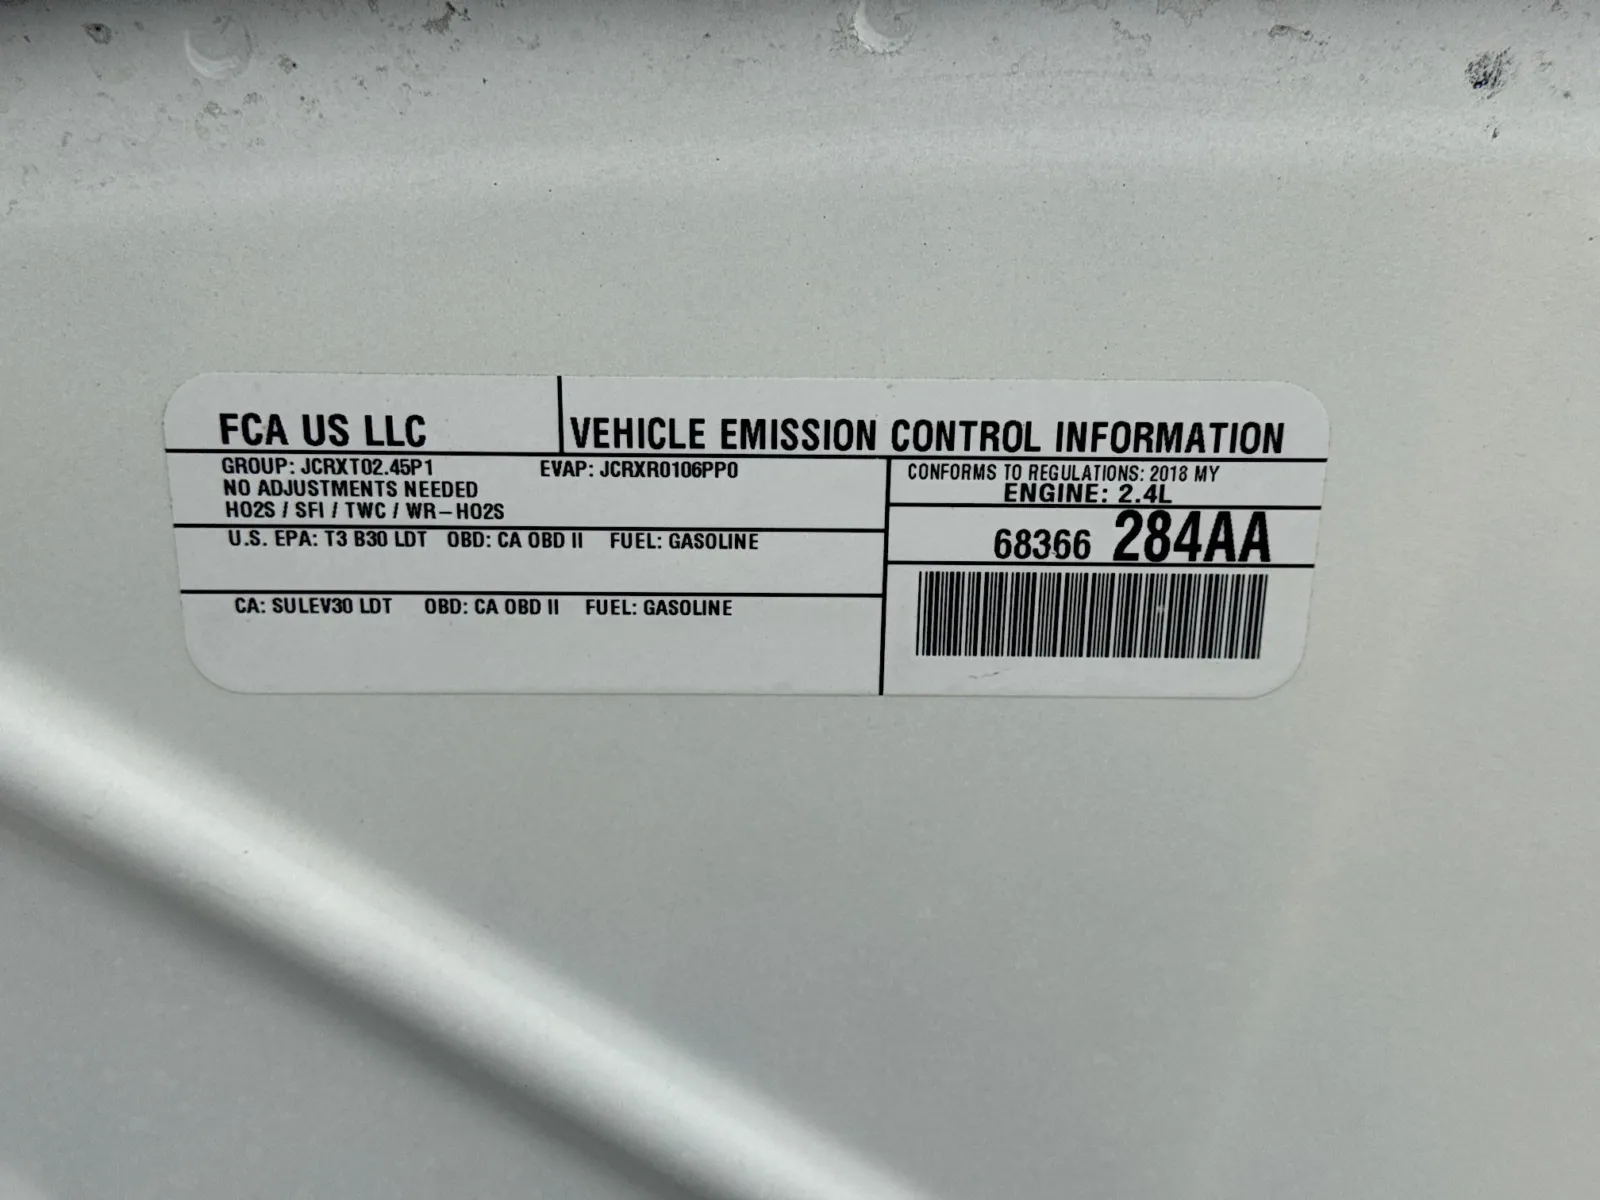 FCA US LLC
VEHICLE EMISSION CONTROL INFORMATION
GROUP: JCRXT02.45P1 EVAP: JCRXR0106PP0
NO ADJUSTMENTS NEEDED
HO2S / SFI / TWC / WR-HO2S
CONFORMS TO REGULATIONS: 2018 MY
ENGINE: 2.4L
68366 284AA
U.S. EPA: T3 B30 LDT OBD: CA OBD II FUEL: GASOLINE
CA: SULEV30 LDT OBD: CA OBD II FUEL: GASOLINE